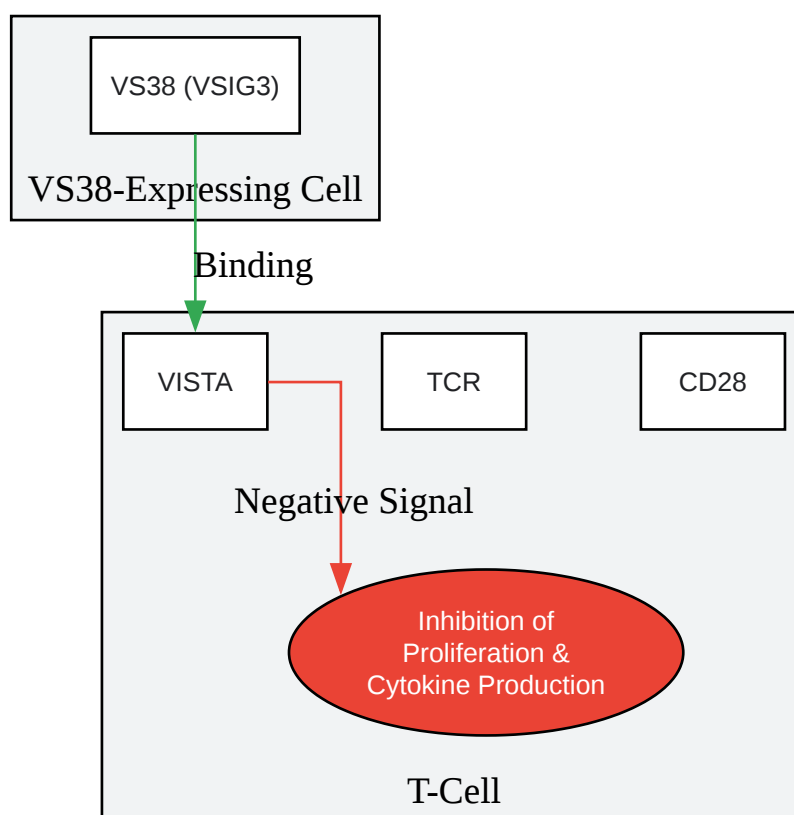 VS38 (VSIG3)
VS38-Expressing Cell
Binding
VISTA
TCR
CD28
Negative Signal
Inhibition of
Proliferation &
Cytokine Production
T-Cell